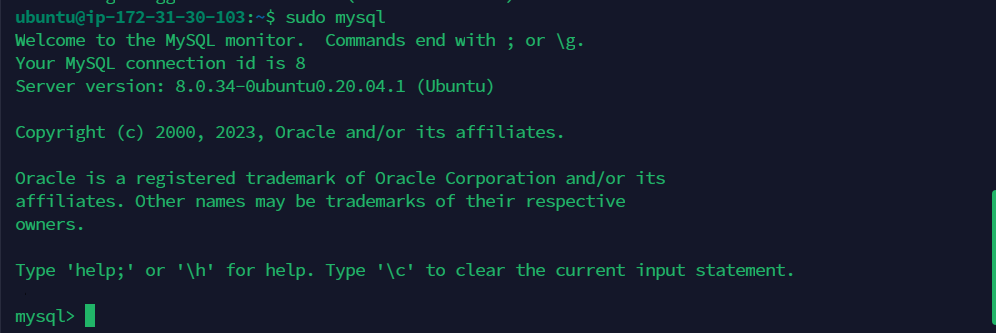 ubuntu@ip-172-31-30-103:~$ sudo mysql
Welcome to the MySQL monitor.  Commands end with ; or \g.
Your MySQL connection id is 8
Server version: 8.0.34-0ubuntu0.20.04.1 (Ubuntu)
Copyright (c) 2000, 2023, Oracle and/or its affiliates.
Oracle is a registered trademark of Oracle Corporation and/or its
affiliates. Other names may be trademarks of their respective
owners.
Type 'help;' or '\h' for help. Type '\c' to clear the current input statement.
mysql>